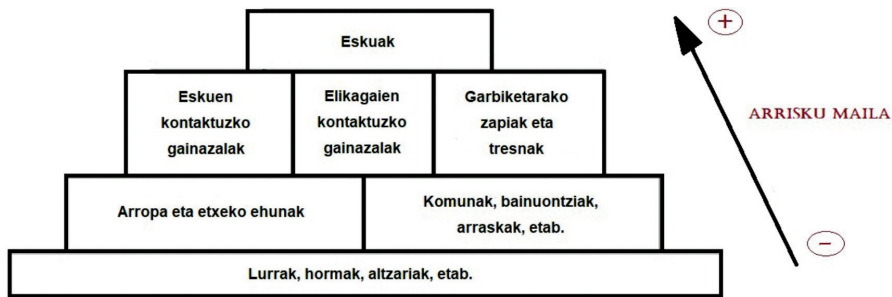 Eskuak
+
Eskuen
kontaktuzko
gainazalak
Elikagaien
kontaktuzko
gainazalak
Garbiketarako
zapiak eta
tresnak
ARRISKU MAILA
Arropa eta etxeko ehunak
Komunak, bainuontziak,
arraskak, etab.
−
Lurrak, hormak, altzariak, etab.